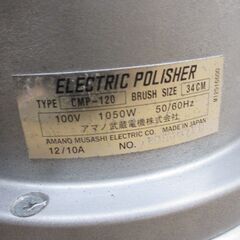 ELECTRIC POLISHER
TYPE CMP-120 BRUSH SIZE 34CM
100V 1050W 50/60Hz
アマノ武蔵電機株式会社
AMANO MUSASHI ELECTRIC CO. MADE IN JAPAN
12/10A NO.